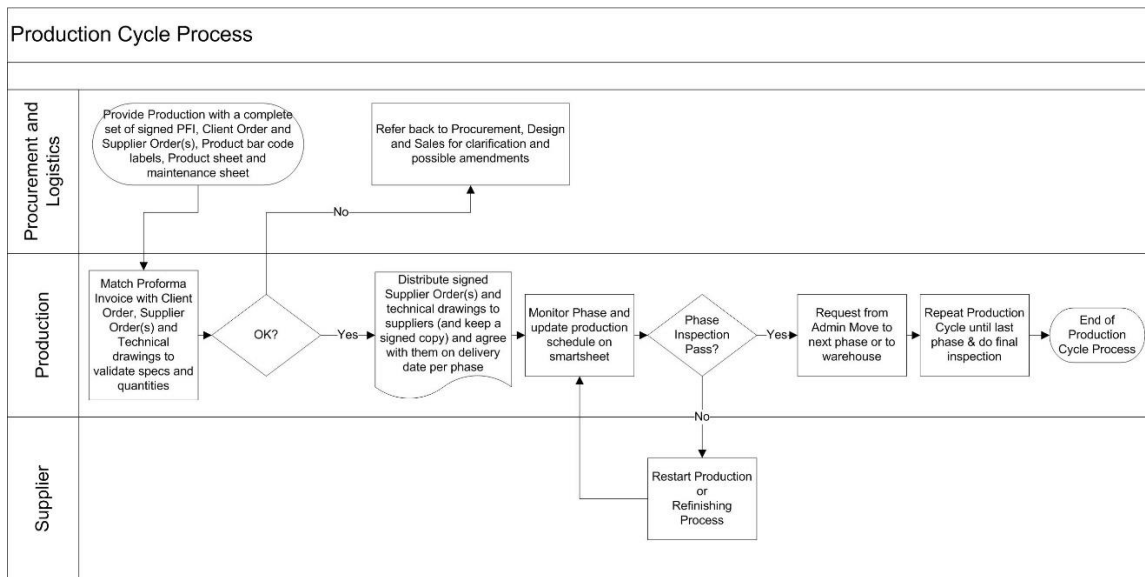 Production Cycle Process
Procurement and
Logistics
Provide Production with a complete
set of signed PFI, Client Order and
Supplier Order(s), Product bar code
labels, Product sheet and
maintenance sheet
Refer back to Procurement, Design
and Sales for clarification and
possible amendments
No
Production
Match Proforma
Invoice with Client
Order, Supplier
Order(s) and
Technical
drawings to
validate specs and
quantities
OK?
Yes
Distribute signed
Supplier Order(s) and
technical drawings to
suppliers (and keep a
signed copy) and agree
with them on delivery
date per phase
Monitor Phase and
update production
schedule on
smartsheet
Phase
Inspection
Pass?
Yes
Request from
Admin Move to
next phase or to
warehouse
Repeat Production
Cycle until last
phase & do final
inspection
End of
Production
Cycle Process
No
Supplier
Restart Production
or
Refinishing
Process